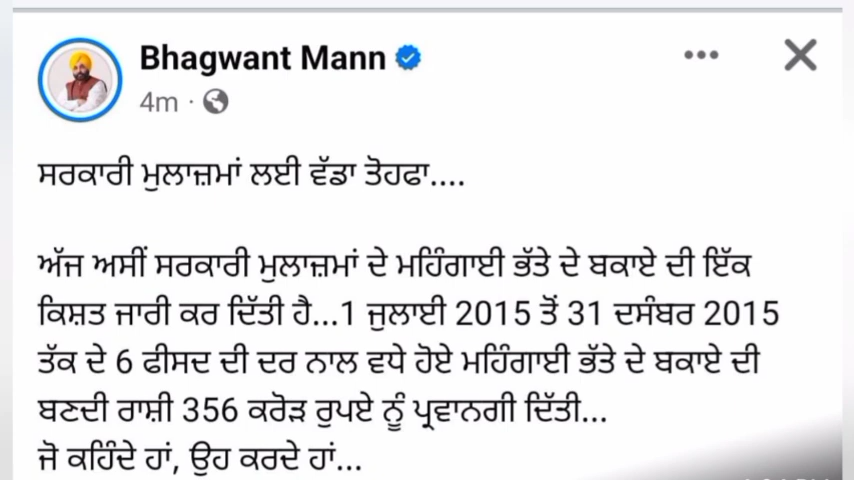 Bhagwant Mann
4m ·
ਸਰਕਾਰੀ ਮੁਲਾਜ਼ਮਾਂ ਲਈ ਵੱਡਾ ਤੋਹਫਾ....
ਅੱਜ ਅਸੀਂ ਸਰਕਾਰੀ ਮੁਲਾਜ਼ਮਾਂ ਦੇ ਮਹਿੰਗਾਈ ਭੱਤੇ ਦੇ ਬਕਾਏ ਦੀ ਇੱਕ
ਕਿਸ਼ਤ ਜਾਰੀ ਕਰ ਦਿੱਤੀ ਹੈ...1 ਜੁਲਾਈ 2015 ਤੋਂ 31 ਦਸੰਬਰ 2015
ਤੱਕ ਦੇ 6 ਫੀਸਦ ਦੀ ਦਰ ਨਾਲ ਵਧੇ ਹੋਏ ਮਹਿੰਗਾਈ ਭੱਤੇ ਦੇ ਬਕਾਏ ਦੀ
ਬਣਦੀ ਰਾਸ਼ੀ 356 ਕਰੋੜ ਰੁਪਏ ਨੂੰ ਪ੍ਰਵਾਨਗੀ ਦਿੱਤੀ...
ਜੋ ਕਹਿੰਦੇ ਹਾਂ, ਉਹ ਕਰਦੇ ਹਾਂ...